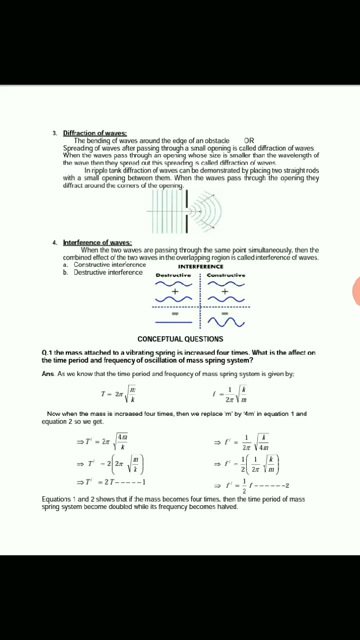 3. Diffraction of waves:
The bending of waves around the edge of an obstacle OR
Spreading of waves after passing through a small opening is called diffraction of waves.
When the waves pass through an opening whose size is smaller than the wavelength of
the wave then they spread out this spreading is called diffraction of waves.
In ripple tank diffraction of waves can be demonstrated by placing two straight rods
with a small opening between them. When the waves pass through the opening they
diffract around the corners of the opening.
4. Interference of waves:
When the two waves are passing through the same point simultaneously, then the
combined effect of the two waves in the overlapping region is called interference of waves.
a. Constructive interference
b. Destructive interference
INTERFERENCE
Destructive Constructive
+ +
= =
CONCEPTUAL QUESTIONS
Q.1 the mass attached to a vibrating spring is increased four times. What is the affect on
the time period and frequency of oscillation of mass spring system?
Ans. As we know that the time period and frequency of mass spring system is given by:
T = 2π√(m/k) f = 1/2π √(k/m)
Now when the mass is increased four times, then we replace 'm' by '4m' in equation 1 and
equation 2 so we get.
⇒ T' = 2π √(4m/k) ⇒ f' = 1/2π √(k/4m)
⇒ T' = 2(2π √(m/k)) ⇒ f' = 1/2 (1/2π √(k/m))
⇒ T' = 2T-----1 ⇒ f' = 1/2 f------2
Equations 1 and 2 shows that if the mass becomes four times, then the time period of mass
spring system become doubled while its frequency becomes halved.